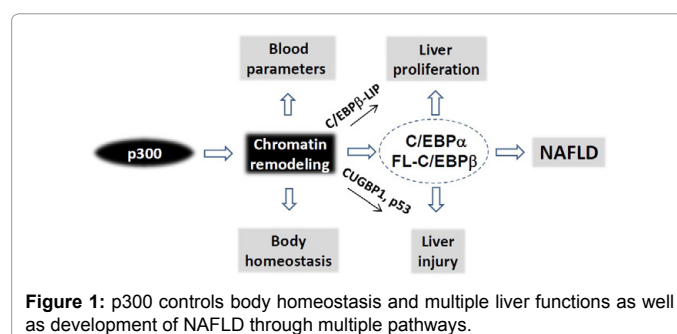 Blood
parameters
Liver
proliferation
C/EBPβ-LIP
p300
Chromatin
remodeling
C/EBPα
FL-C/EBPβ
NAFLD
CUGBP1, p53
Body
homeostasis
Liver
injury
Figure 1: p300 controls body homeostasis and multiple liver functions as well
as development of NAFLD through multiple pathways.